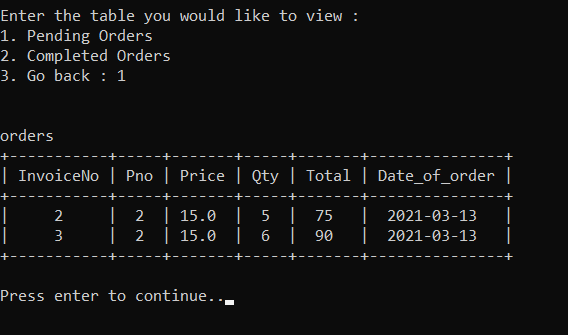 Enter the table you would like to view :
1. Pending Orders
2. Completed Orders
3. Go back : 1
orders
+-----------+-----+-------+-----+-------+---------------+
| InvoiceNo | Pno | Price | Qty | Total | Date_of_order |
+-----------+-----+-------+-----+-------+---------------+
|     2     |  2  | 15.0  |  5  |  75   |  2021-03-13   |
|     3     |  2  | 15.0  |  6  |  90   |  2021-03-13   |
+-----------+-----+-------+-----+-------+---------------+
Press enter to continue..